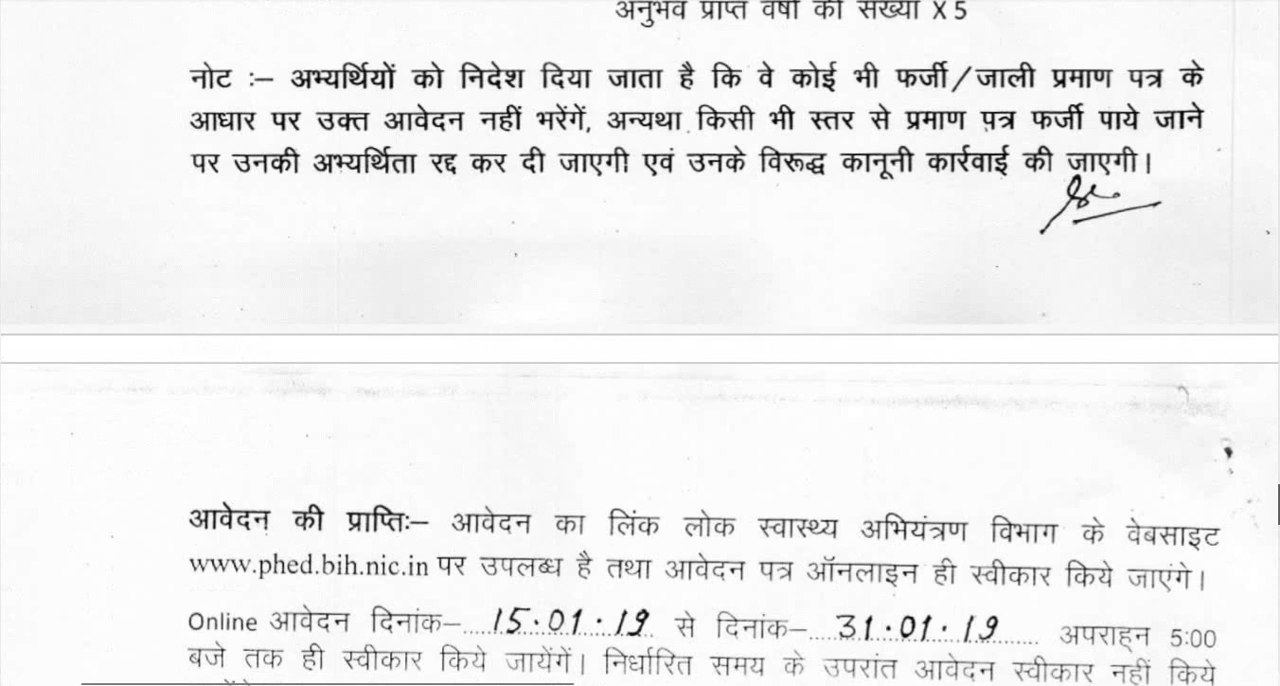 अनुभव प्राप्त वर्षों की संख्या X 5
नोट :– अभ्यर्थियों को निदेश दिया जाता है कि वे कोई भी फर्जी/जाली प्रमाण पत्र के
आधार पर उक्त आवेदन नहीं भरेंगें, अन्यथा किसी भी स्तर से प्रमाण पत्र फर्जी पाये जाने
पर उनकी अभ्यर्थिता रद्द कर दी जाएगी एवं उनके विरूद्ध कानूनी कार्रवाई की जाएगी।
आवेदन की प्राप्तिः– आवेदन का लिंक लोक स्वास्थ्य अभियंत्रण विभाग के वेबसाइट
www.phed.bih.nic.in पर उपलब्ध है तथा आवेदन पत्र ऑनलाइन ही स्वीकार किये जाएंगे।
Online आवेदन दिनांक– 15.01.19 से दिनांक– 31.01.19 अपराह्न 5:00
बजे तक ही स्वीकार किये जायेंगें। निर्धारित समय के उपरांत आवेदन स्वीकार नहीं किये